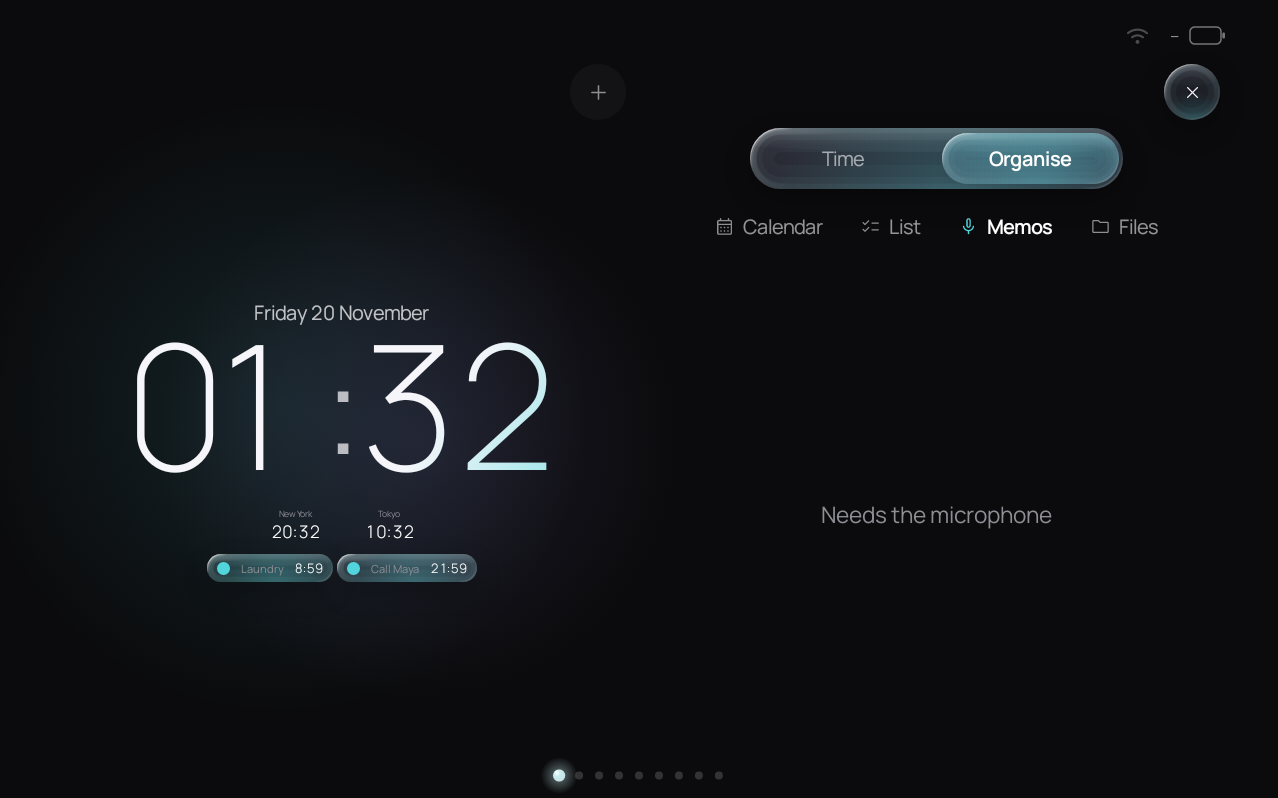 Time
Organise
Calendar
List
Memos
Files
Friday 20 November
01:32
New York
Tokyo
20:32
10:32
Laundry 8:59
Call Maya 21:59
Needs the microphone